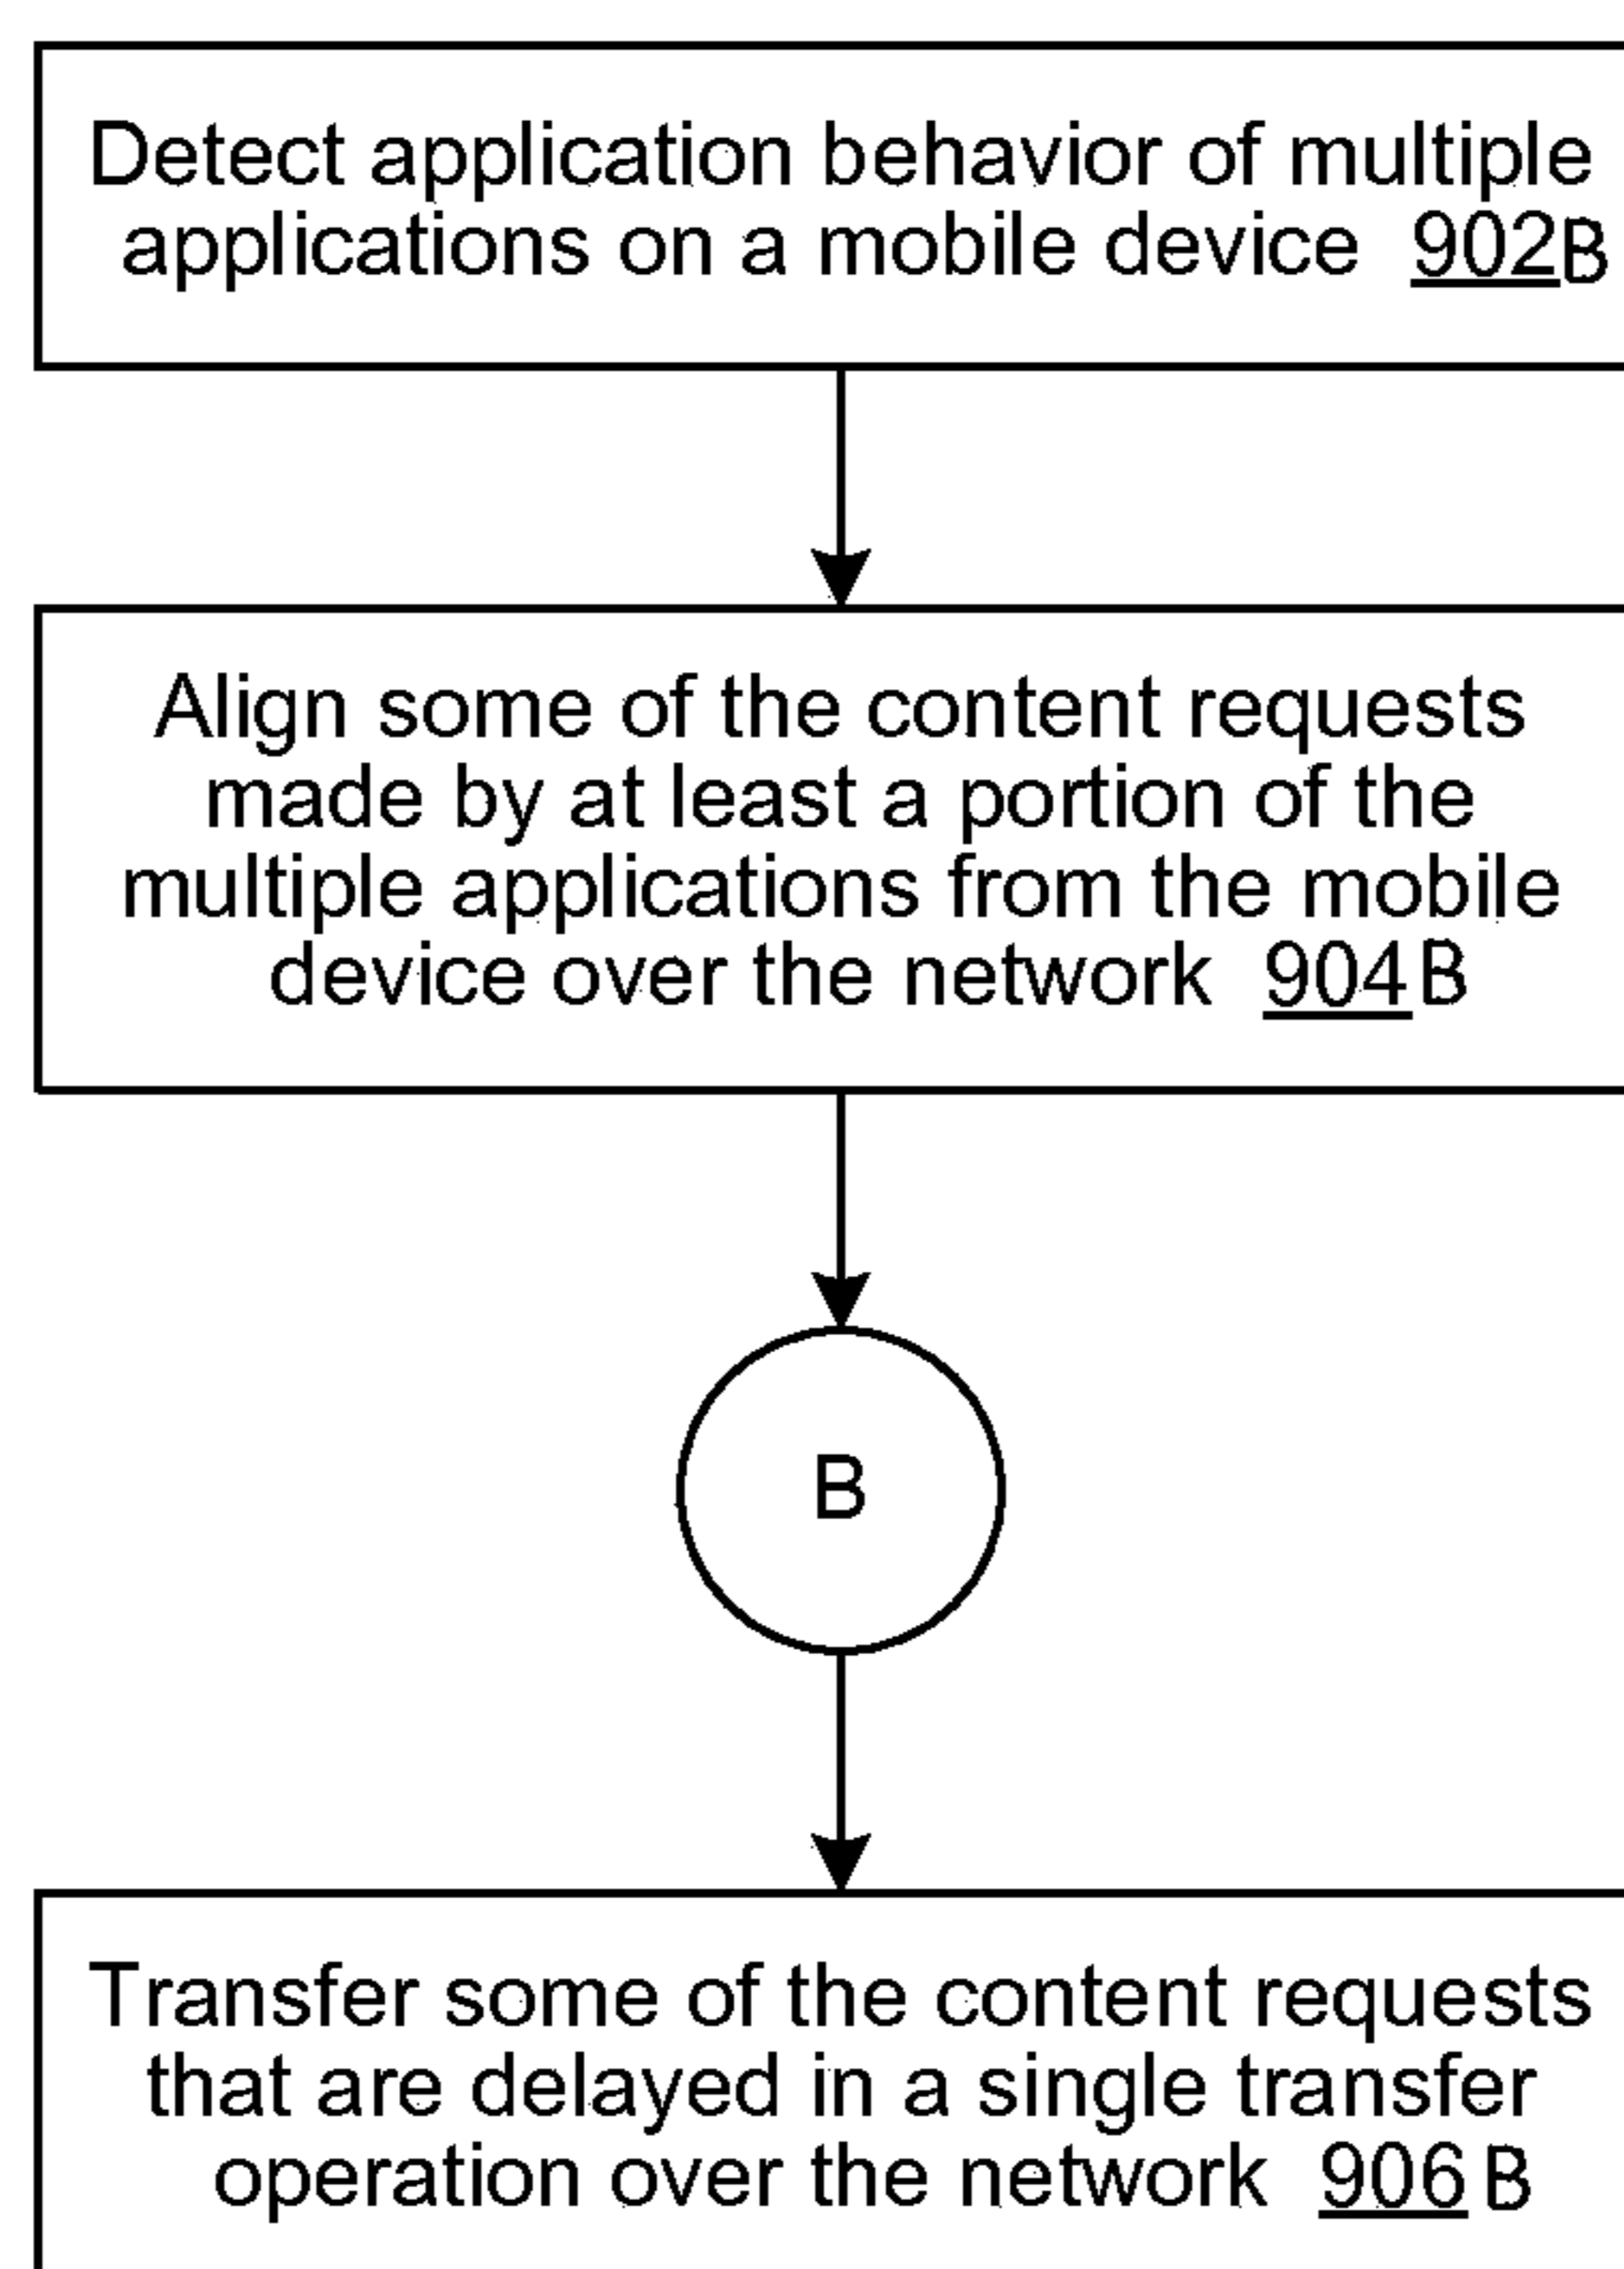 Detect application behavior of multiple
applications on a mobile device 902B
Align some of the content requests
made by at least a portion of the
multiple applications from the mobile
device over the network 904B
B
Transfer some of the content requests
that are delayed in a single transfer
operation over the network 906B